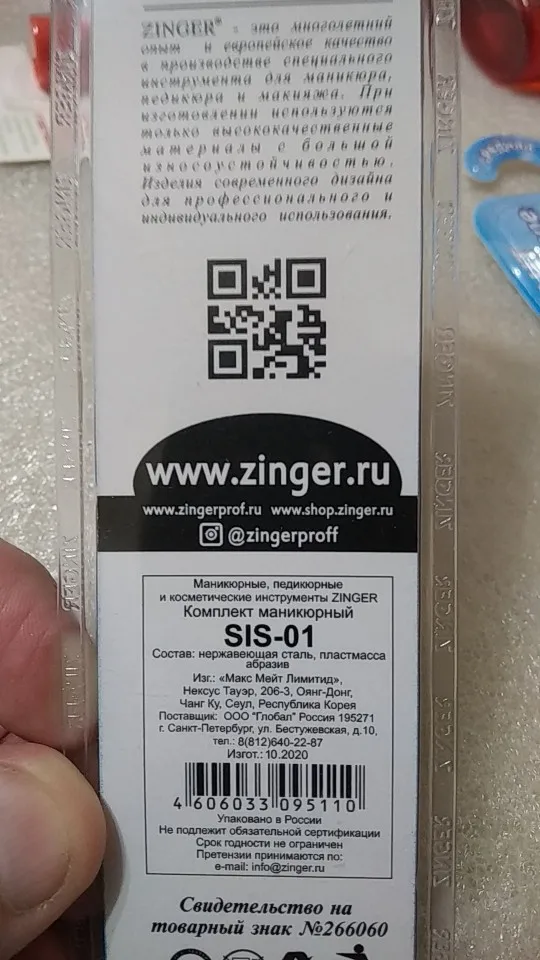 ZINGER® - это многолетний
опыт и европейское качество
в производстве специального
инструмента для маникюра,
педикюра и макияжа. При
изготовлении используются
только высококачественные
материалы с большой
износоустойчивостью.
Изделия современного дизайна
для профессионального и
индивидуального использования.
www.zinger.ru
www.zingerprof.ru www.shop.zinger.ru
@zingerproff
Маникюрные, педикюрные
и косметические инструменты ZINGER
Комплект маникюрный
SIS-01
Состав: нержавеющая сталь, пластмасса
абразив
Изг.: «Макс Мейт Лимитид»,
Нексус Тауэр, 206-3, Оянг-Донг,
Чанг Ку, Сеул, Республика Корея
Поставщик: ООО "Глобал" Россия 195271
г. Санкт-Петербург, ул. Бестужевская, д.10,
тел.: 8(812)640-22-87
Изгот.: 10.2020
4 606033 095110
Упаковано в России
Не подлежит обязательной сертификации
Срок годности не ограничен
Претензии принимаются по:
e-mail: info@zinger.ru
Свидетельство на
товарный знак №266060